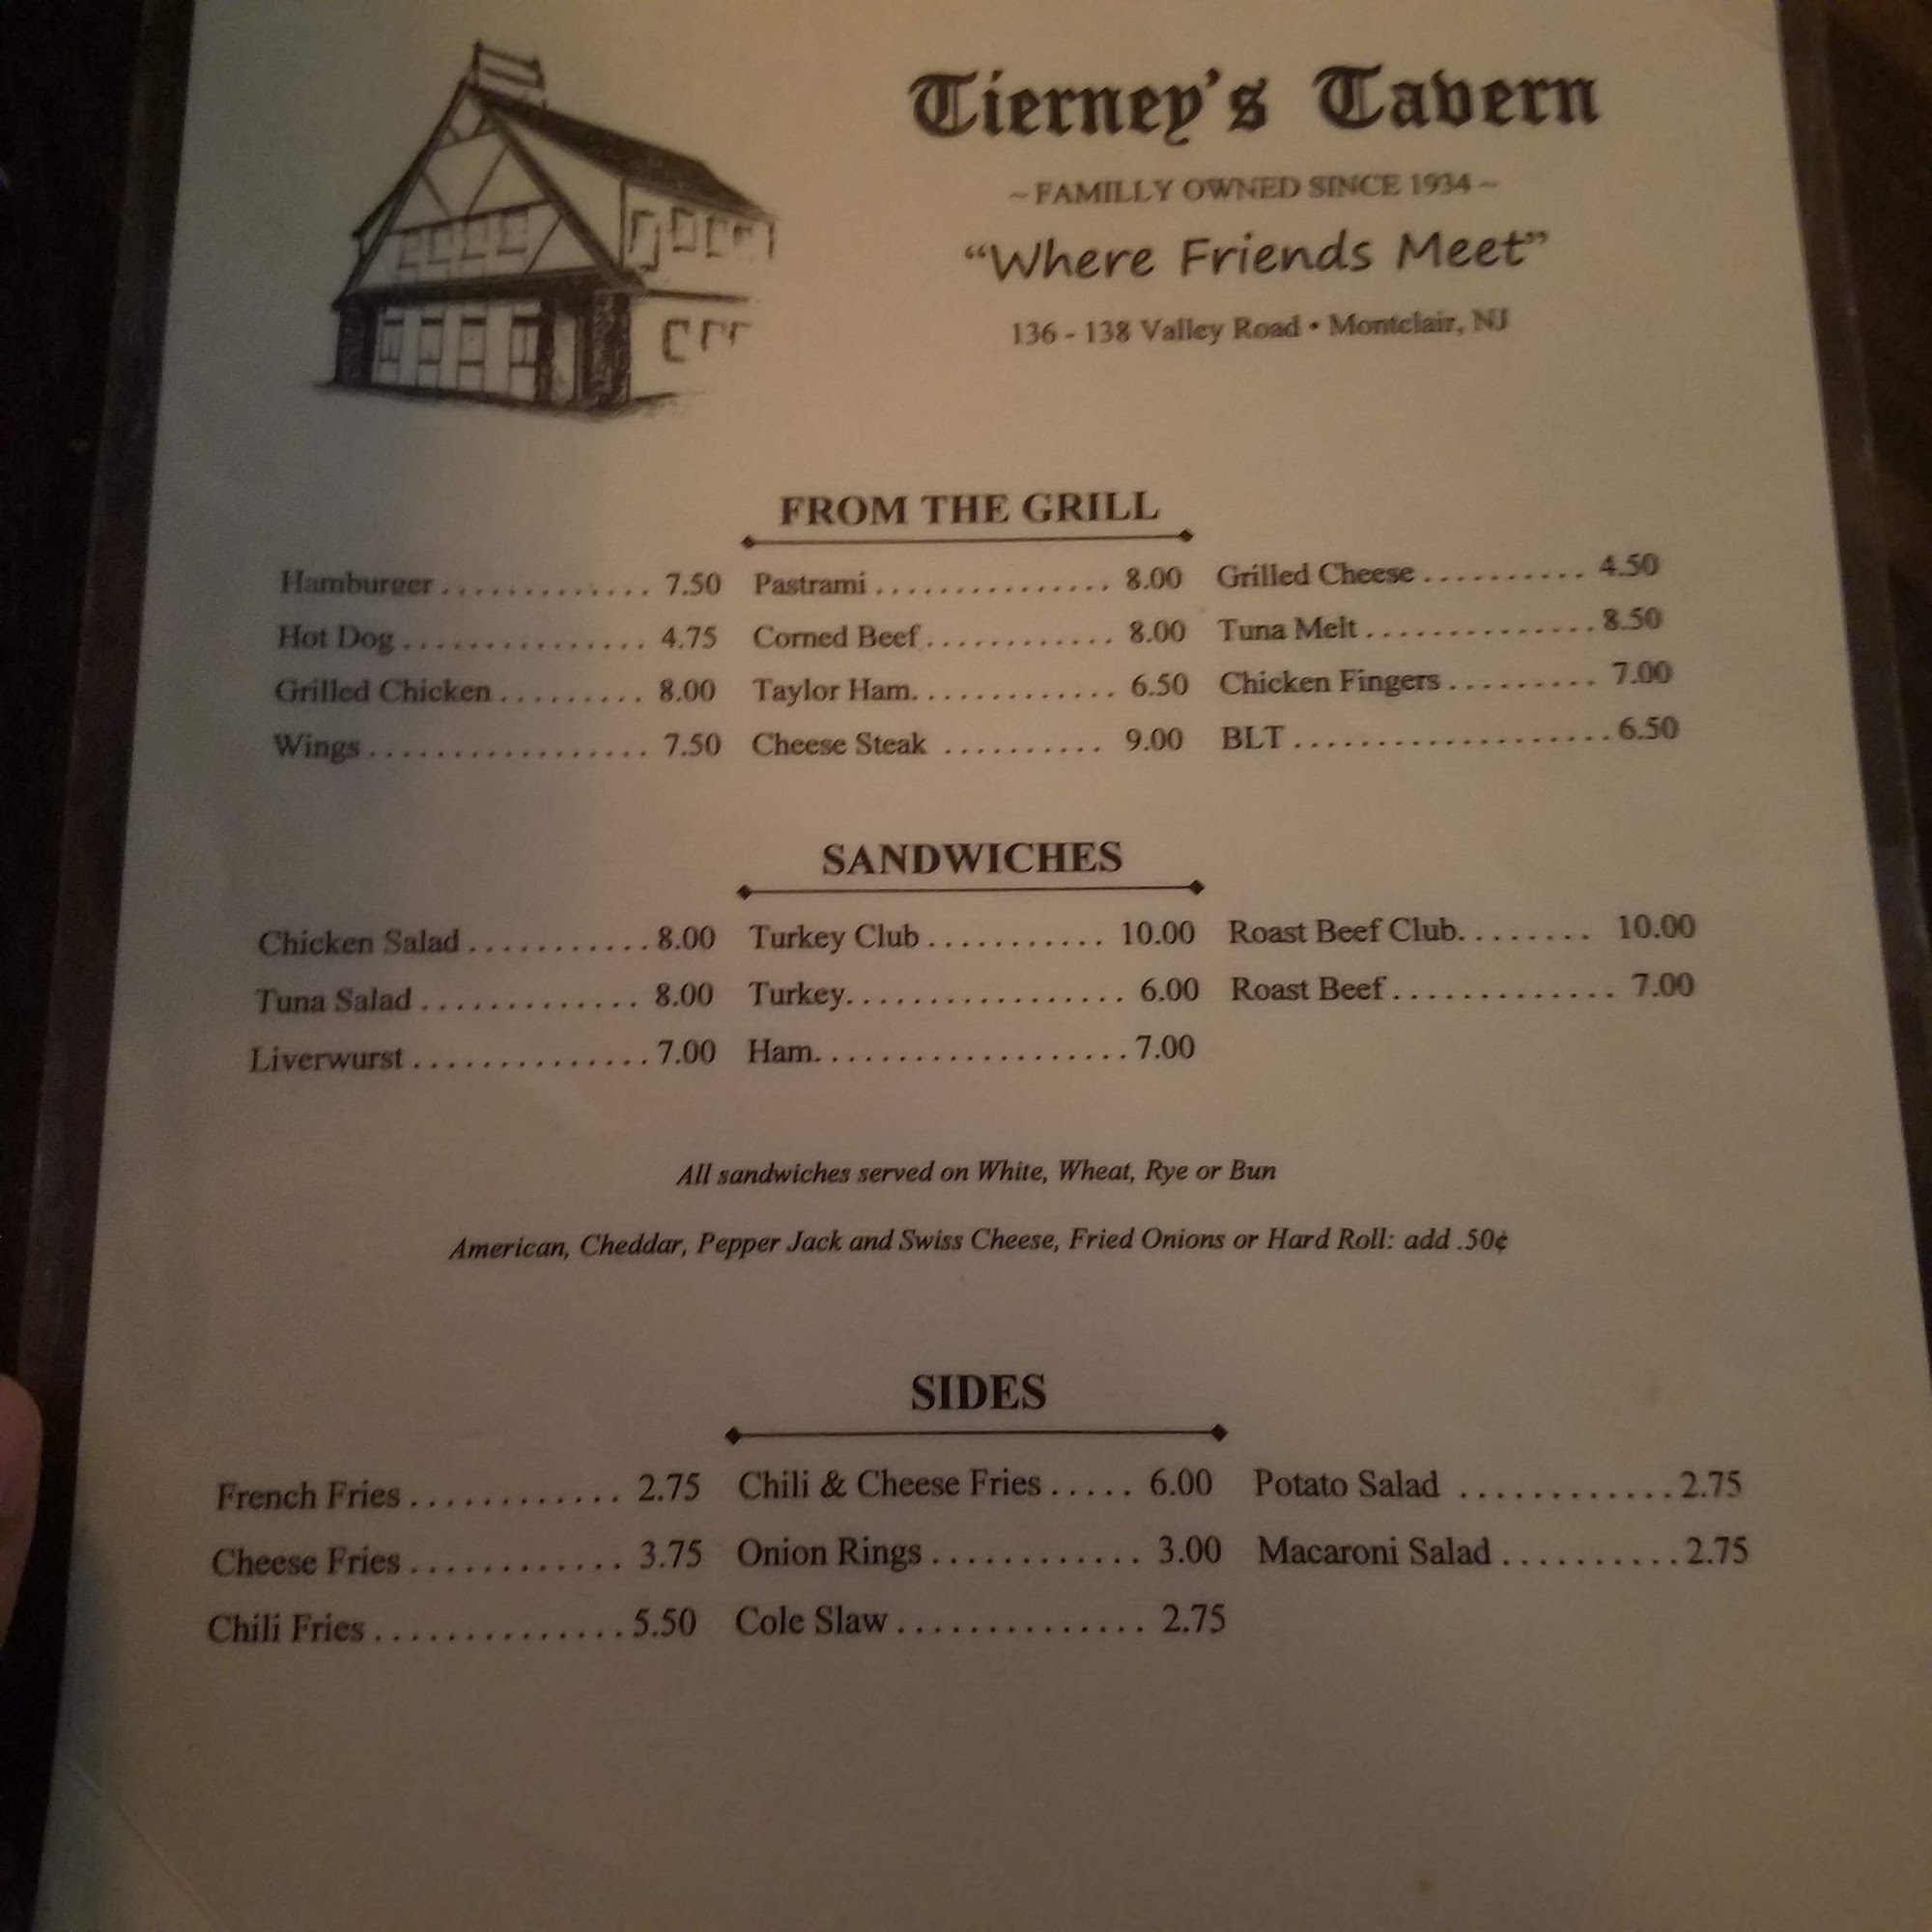 Tierney's Tavern
~ FAMILLY OWNED SINCE 1934 ~
"Where Friends Meet"
136 - 138 Valley Road • Montclair, NJ
FROM THE GRILL
Hamburger ............. 7.50 Pastrami ............... 8.00 Grilled Cheese .......... 4.50
Hot Dog ............... 4.75 Corned Beef ............ 8.00 Tuna Melt .............. 8.50
Grilled Chicken ......... 8.00 Taylor Ham. ............ 6.50 Chicken Fingers ......... 7.00
Wings ................. 7.50 Cheese Steak .......... 9.00 BLT ................... 6.50
SANDWICHES
Chicken Salad ........... 8.00 Turkey Club ........... 10.00 Roast Beef Club. ....... 10.00
Tuna Salad ............. 8.00 Turkey. ................ 6.00 Roast Beef ............. 7.00
Liverwurst .............. 7.00 Ham. .................. 7.00
All sandwiches served on White, Wheat, Rye or Bun
American, Cheddar, Pepper Jack and Swiss Cheese, Fried Onions or Hard Roll: add .50¢
SIDES
French Fries ............ 2.75 Chili & Cheese Fries ..... 6.00 Potato Salad ............ 2.75
Cheese Fries ............ 3.75 Onion Rings ............ 3.00 Macaroni Salad .......... 2.75
Chili Fries .............. 5.50 Cole Slaw .............. 2.75